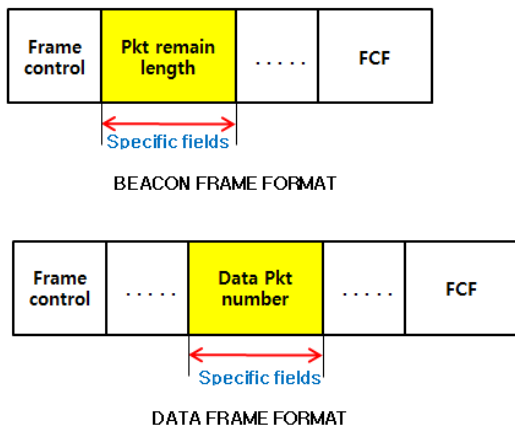 Frame control
Pkt remain length
. . . . .
FCF
Specific fields
BEACON FRAME FORMAT
Frame control
. . . . .
Data Pkt number
. . . . .
FCF
Specific fields
DATA FRAME FORMAT